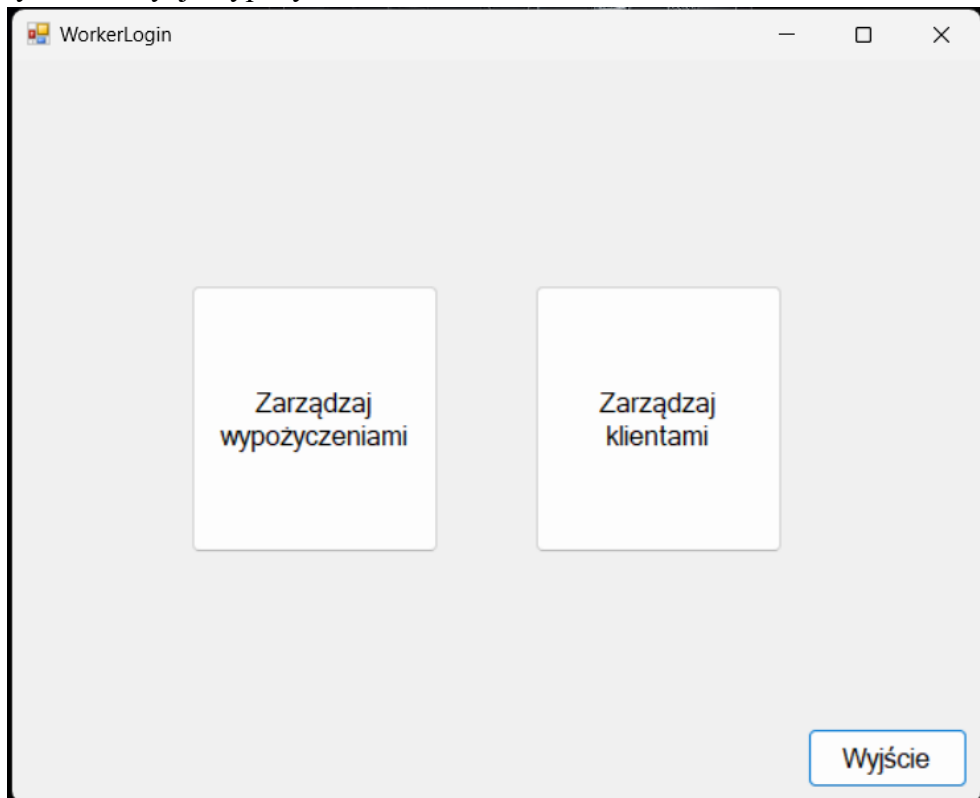 WorkerLogin
Zarządzaj
wypożyczeniami
Zarządzaj
klientami
Wyjście